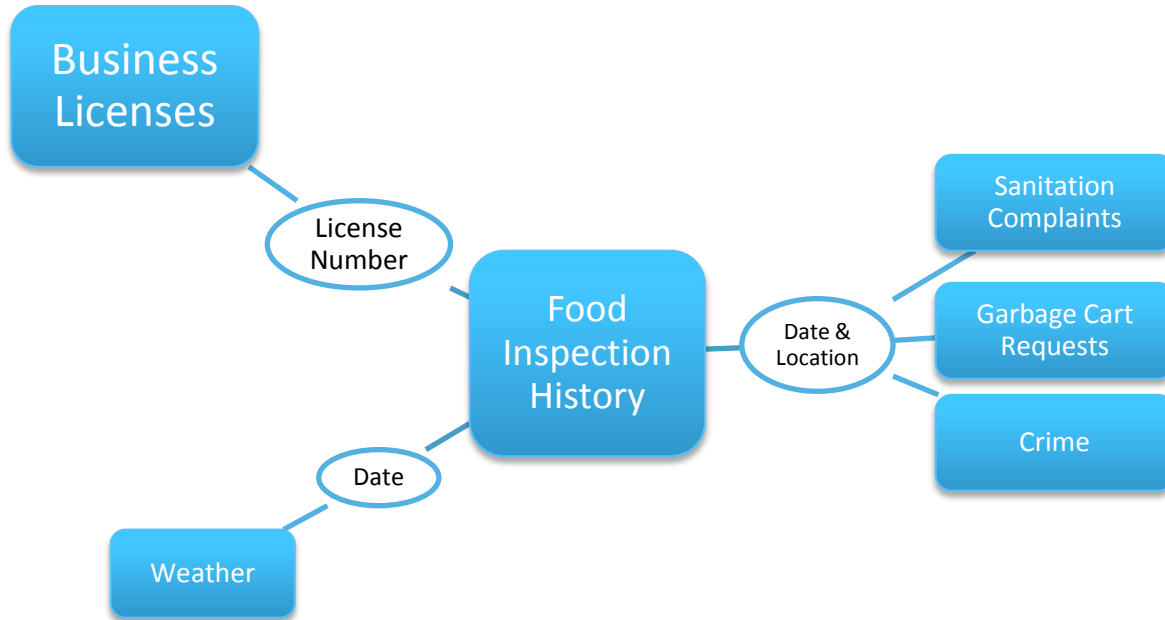 Business
Licenses
License
Number
Food
Inspection
History
Date &
Location
Sanitation
Complaints
Garbage Cart
Requests
Crime
Date
Weather